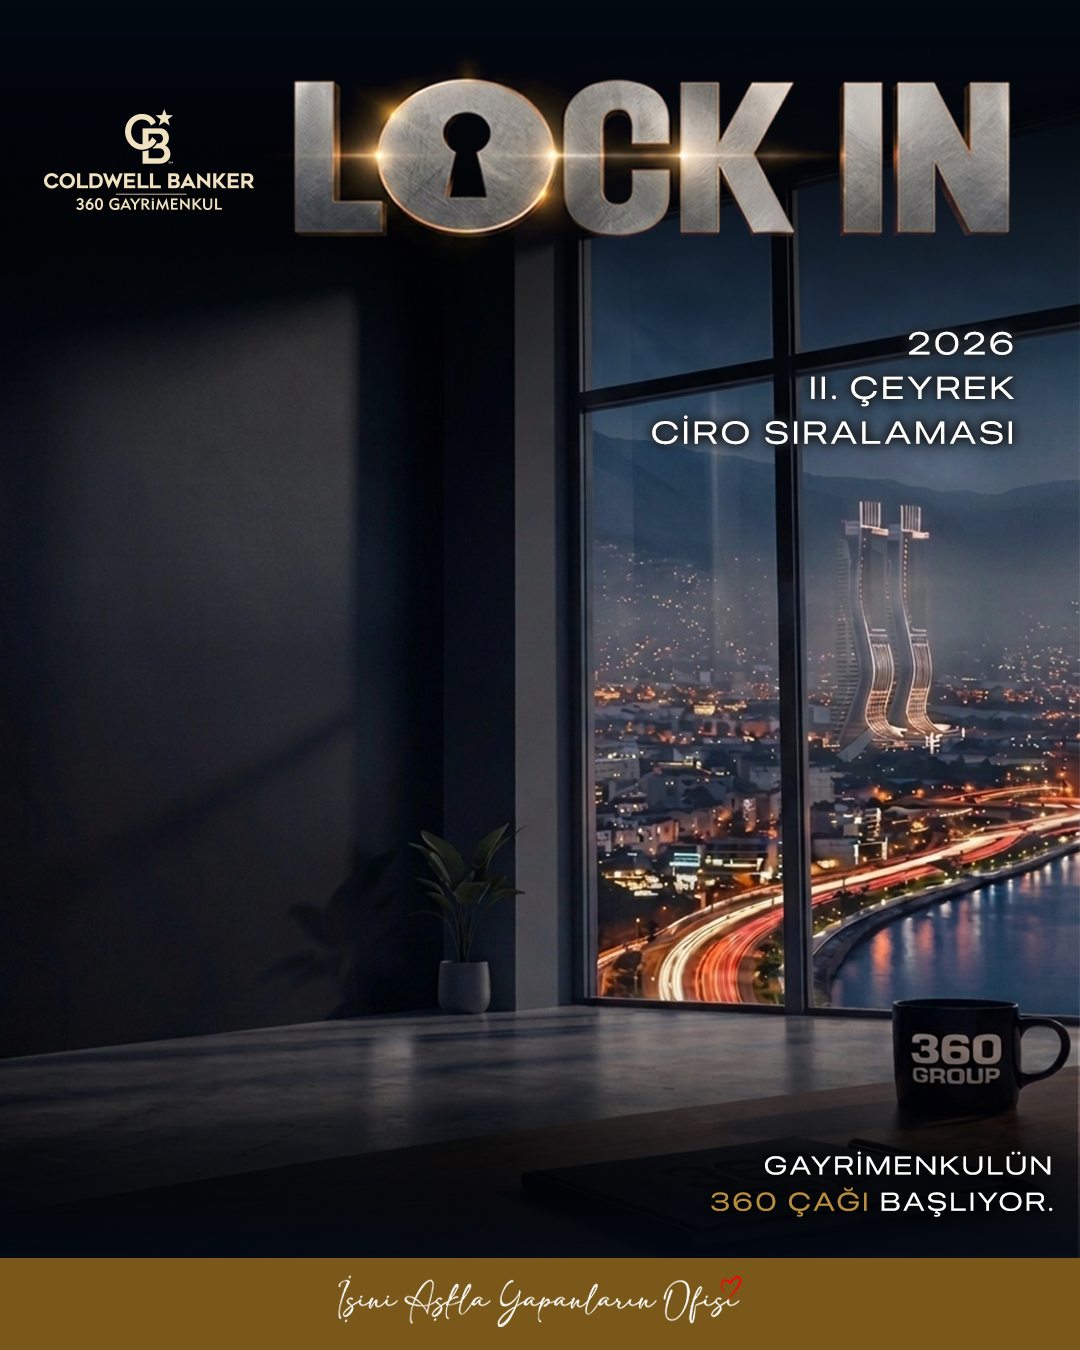 LOCK IN
CB
COLDWELL BANKER
360 GAYRİMENKUL
2026
II. ÇEYREK
CİRO SIRALAMASI
360
GROUP
GAYRİMENKULÜN
360 ÇAĞI BAŞLIYOR.
İşini Aşkla Yapanların Ofisi